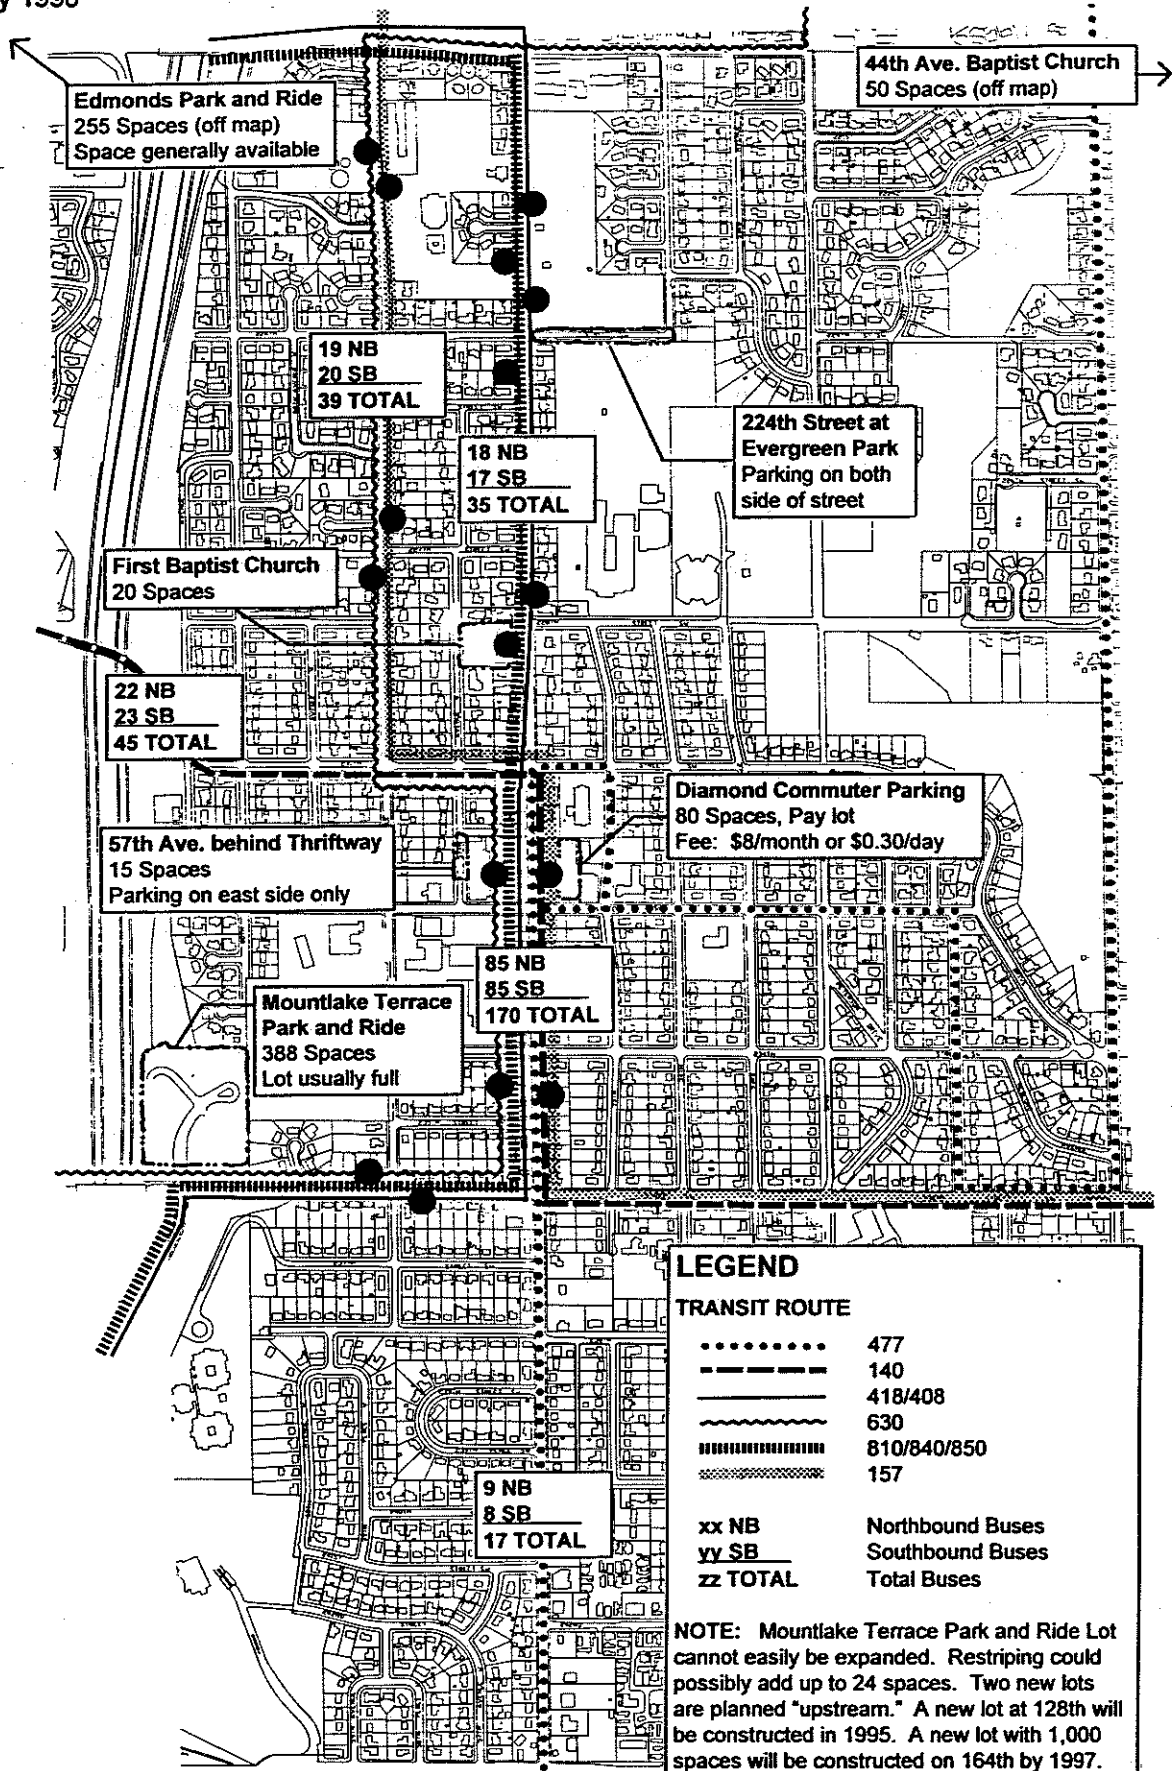 Edmonds Park and Ride
255 Spaces (off map)
Space generally available
44th Ave. Baptist Church
50 Spaces (off map)
19 NB
20 SB
39 TOTAL
18 NB
17 SB
35 TOTAL
224th Street at
Evergreen Park
Parking on both
side of street
First Baptist Church
20 Spaces
22 NB
23 SB
45 TOTAL
Diamond Commuter Parking
80 Spaces, Pay lot
Fee: $8/month or $0.30/day
57th Ave. behind Thriftway
15 Spaces
Parking on east side only
85 NB
85 SB
170 TOTAL
Mountlake Terrace
Park and Ride
388 Spaces
Lot usually full
9 NB
8 SB
17 TOTAL
LEGEND
TRANSIT ROUTE
477
140
418/408
630
810/840/850
157
xx NB Northbound Buses
yy SB Southbound Buses
zz TOTAL Total Buses
NOTE: Mountlake Terrace Park and Ride Lot
cannot easily be expanded. Restriping could
possibly add up to 24 spaces. Two new lots
are planned "upstream." A new lot at 128th will
be constructed in 1995. A new lot with 1,000
spaces will be constructed on 164th by 1997.